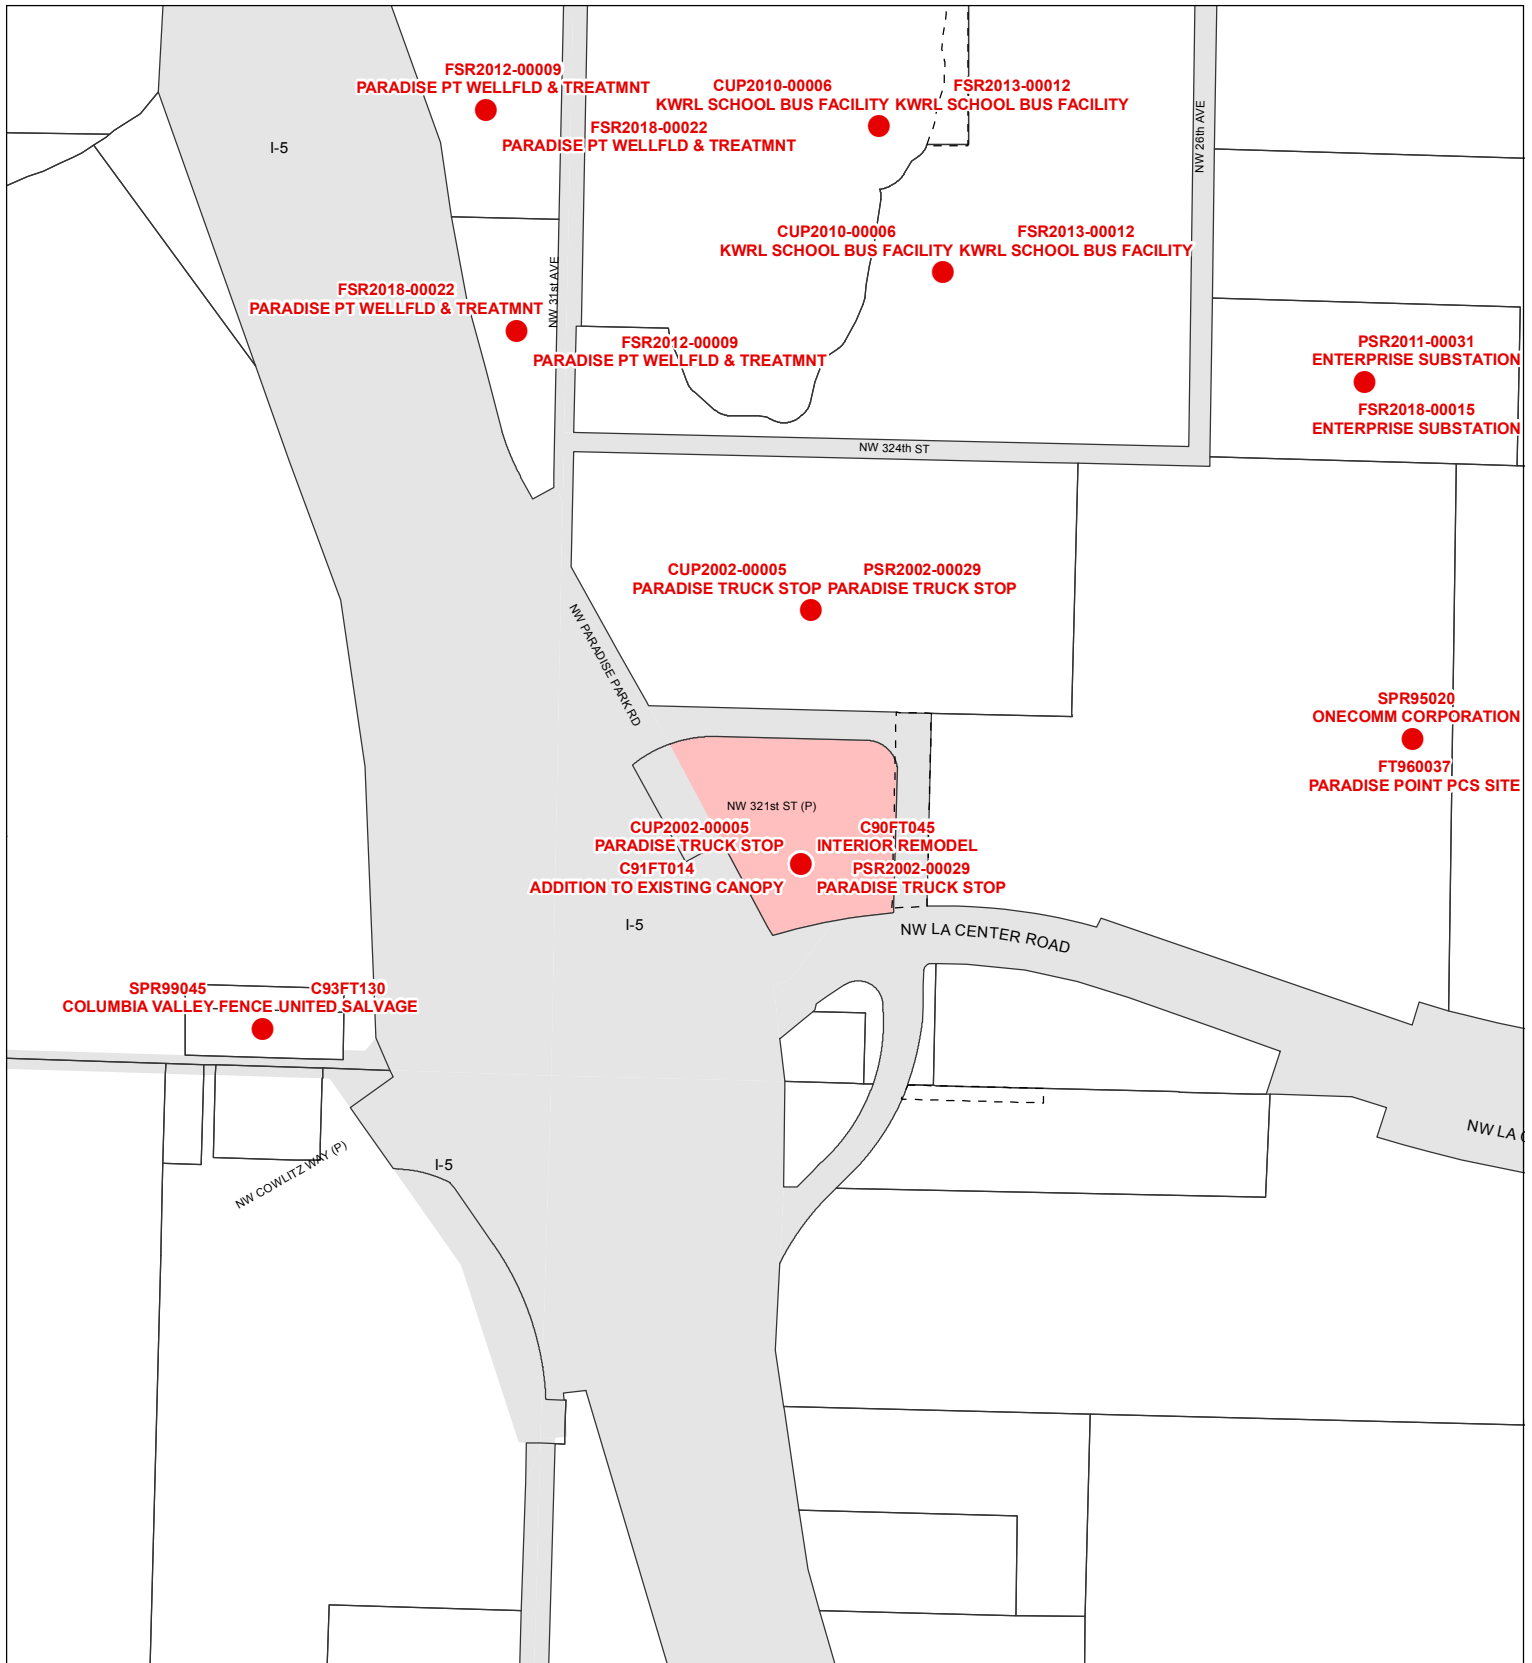 FSR2012-00009
PARADISE PT WELLFLD & TREATMNT
CUP2010-00006
KWRL SCHOOL BUS FACILITY
FSR2013-00012
KWRL SCHOOL BUS FACILITY
FSR2018-00022
PARADISE PT WELLFLD & TREATMNT
I-5
NW 26th AVE
CUP2010-00006
KWRL SCHOOL BUS FACILITY
FSR2013-00012
KWRL SCHOOL BUS FACILITY
NW 31st AVE
FSR2018-00022
PARADISE PT WELLFLD & TREATMNT
FSR2012-00009
PARADISE PT WELLFLD & TREATMNT
PSR2011-00031
ENTERPRISE SUBSTATION
FSR2018-00015
ENTERPRISE SUBSTATION
NW 324th ST
CUP2002-00005
PARADISE TRUCK STOP
PSR2002-00029
PARADISE TRUCK STOP
NW PARADISE PARK RD
SPR95020
ONECOMM CORPORATION
FT960037
PARADISE POINT PCS SITE
NW 321st ST (P)
CUP2002-00005
PARADISE TRUCK STOP
C90FT045
INTERIOR REMODEL
C91FT014
ADDITION TO EXISTING CANOPY
PSR2002-00029
PARADISE TRUCK STOP
I-5
NW LA CENTER ROAD
SPR99045
COLUMBIA VALLEY FENCE
C93FT130
UNITED SALVAGE
NW LA
I-5
NW COWLITZ WAY (P)